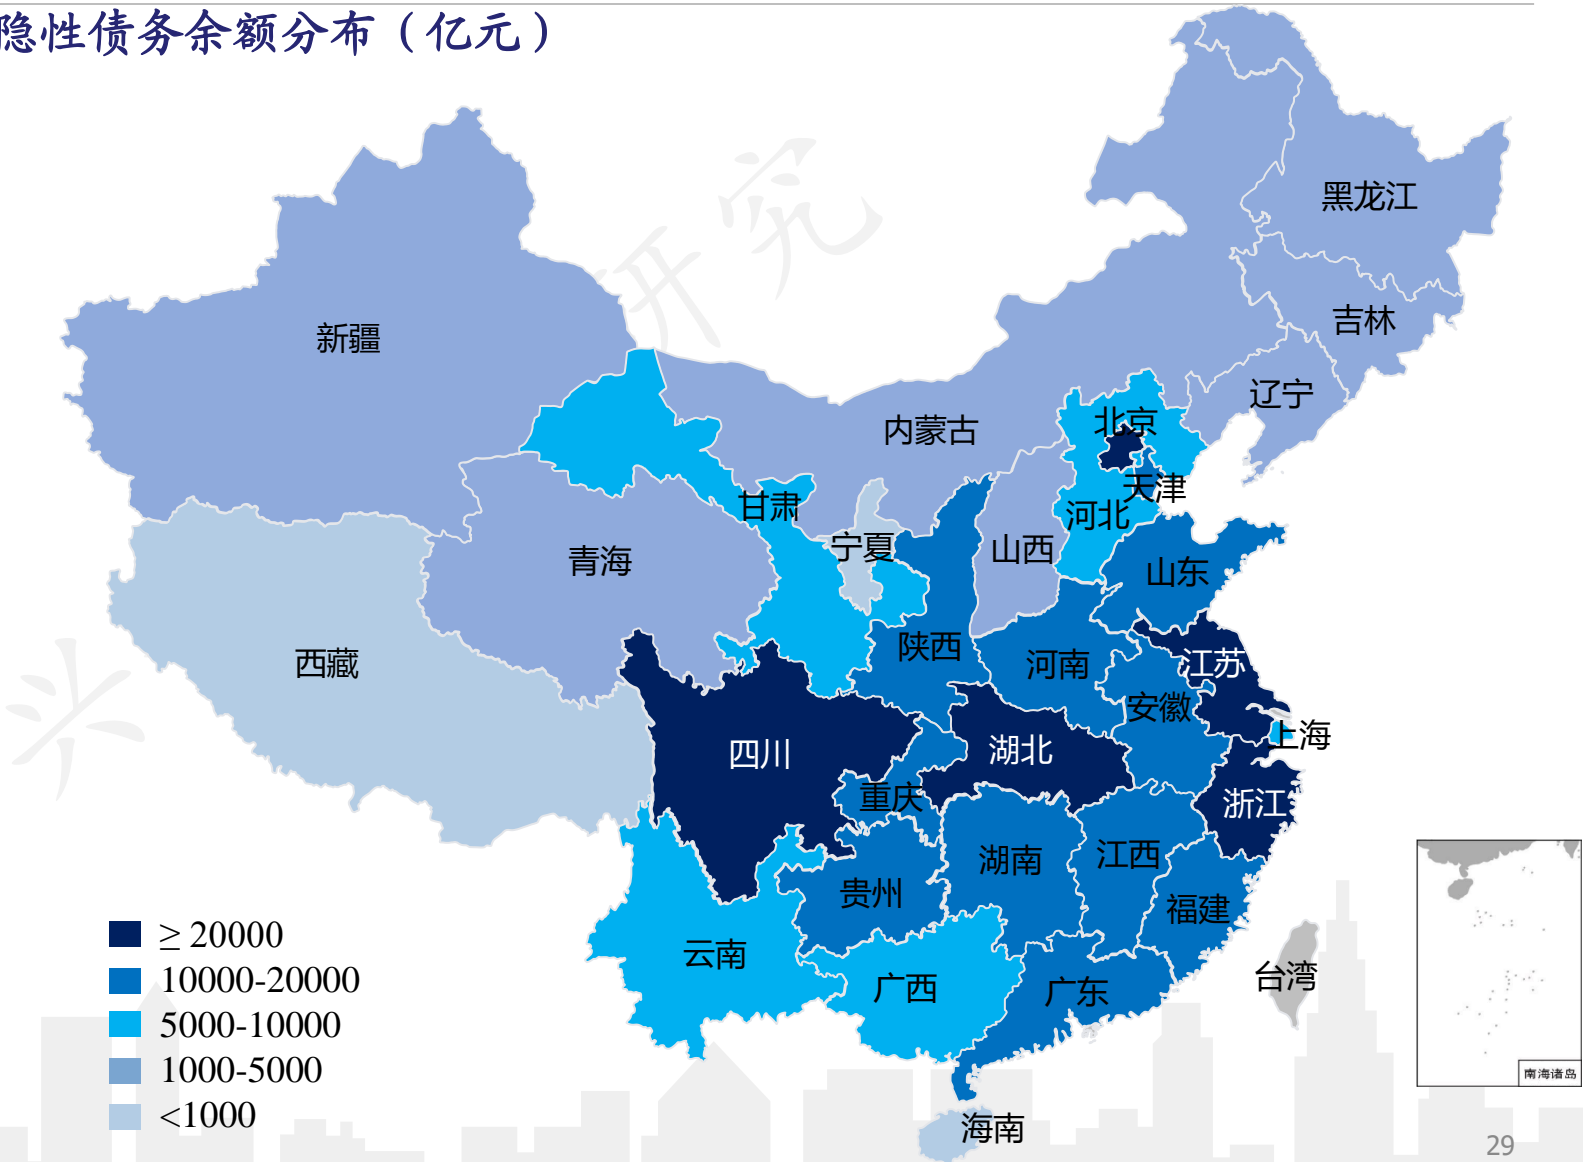 隐性债务余额分布（亿元）
黑龙江
吉林
新疆
辽宁
内蒙古
北京
天津
甘肃
河北
宁夏
山西
青海
山东
陕西
河南
西藏
江苏
安徽
上海
四川
湖北
重庆
浙江
湖南
江西
贵州
福建
云南
广西
广东
台湾
海南
≥ 20000
10000-20000
5000-10000
1000-5000
<1000
南海诸岛
29
兴
研究